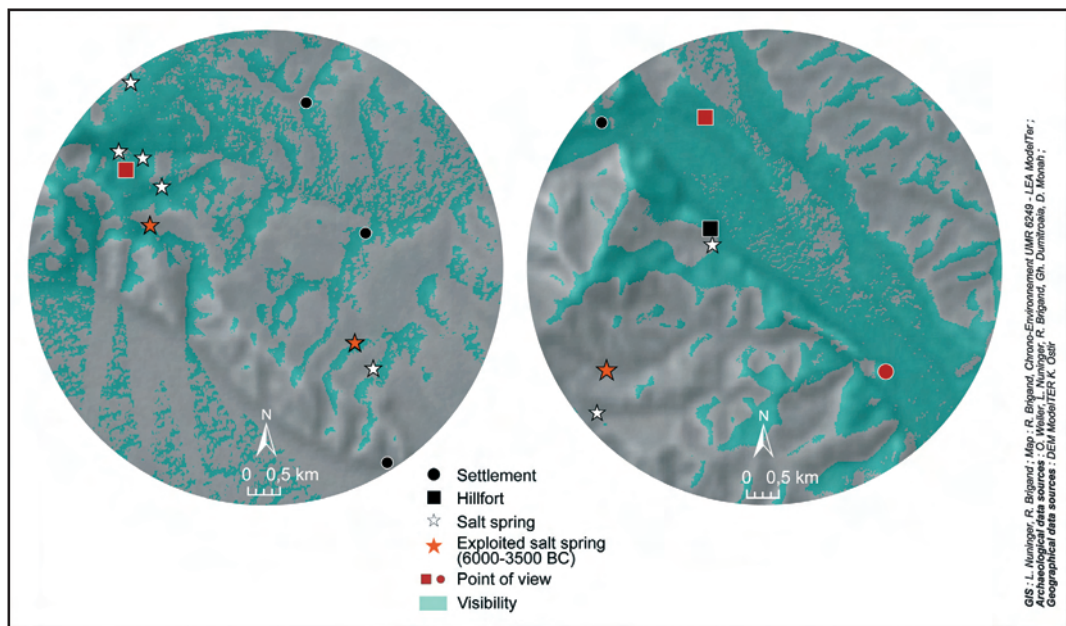 N
0 0,5 km
N
0 0,5 km
Settlement
Hillfort
Salt spring
Exploited salt spring
(6000-3500 BC)
Point of view
Visibility
GIS : L. Nuninger, R. Brigand ; Map : R. Brigand, Chrono-Environnement UMR 6249 - LEA ModelTer ;
Archaeological data sources : O. Weller, L. Nuninger, R. Brigand, Gh. Dumitroaia, D. Monah ;
Geographical data sources : DEM ModelTER K. Ostir